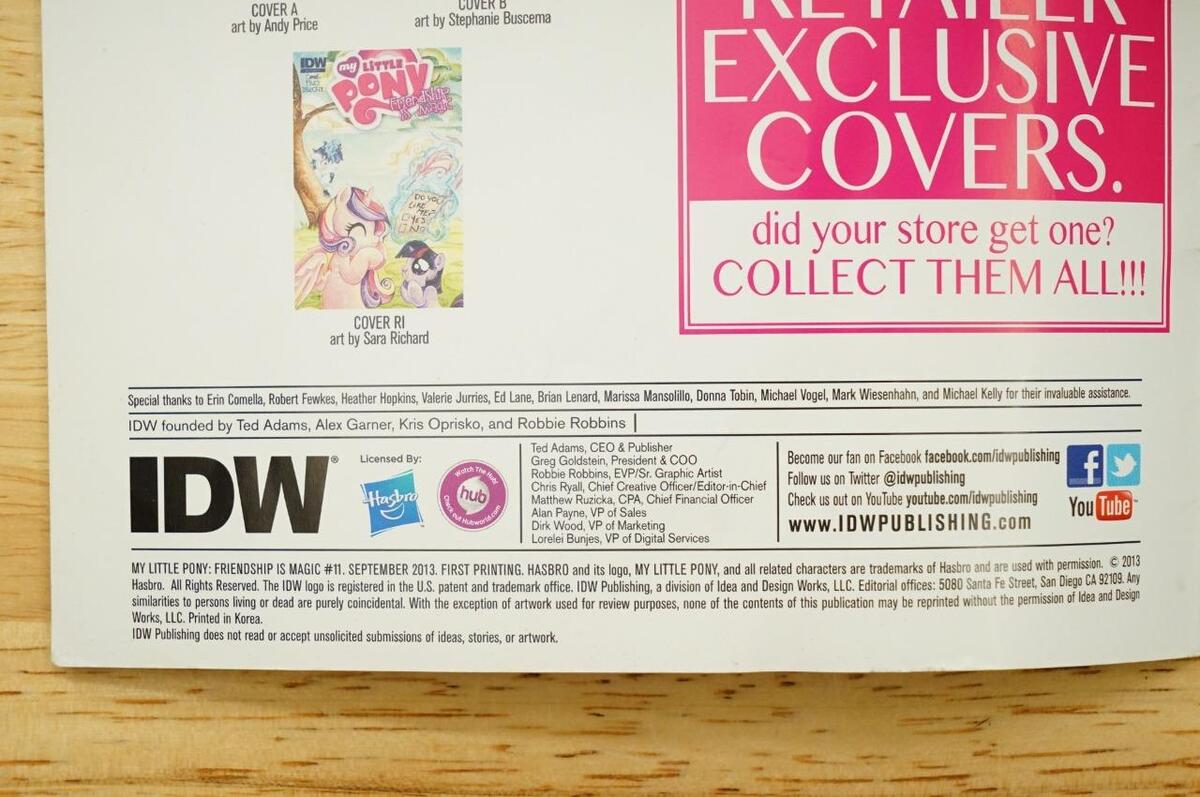 COVER A
art by Andy Price
COVER B
art by Stephanie Buscema
RETAILER
EXCLUSIVE
COVERS.
did your store get one?
COLLECT THEM ALL!!!
IDW
my LITTLE
PONY
Friendship
is Magic
DO YOU
LIKE
ME?
YES
NO
COVER RI
art by Sara Richard
Special thanks to Erin Comella, Robert Fewkes, Heather Hopkins, Valerie Jurries, Ed Lane, Brian Lenard, Marissa Mansolillo, Donna Tobin, Michael Vogel, Mark Wiesenhahn, and Michael Kelly for their invaluable assistance.
IDW founded by Ted Adams, Alex Garner, Kris Oprisko, and Robbie Robbins
IDW®
Licensed By:
Hasbro
Watch The Hub!
hub
Check out Hubworld.com
Ted Adams, CEO & Publisher
Greg Goldstein, President & COO
Robbie Robbins, EVP/Sr. Graphic Artist
Chris Ryall, Chief Creative Officer/Editor-in-Chief
Matthew Ruzicka, CPA, Chief Financial Officer
Alan Payne, VP of Sales
Dirk Wood, VP of Marketing
Lorelei Bunjes, VP of Digital Services
Become our fan on Facebook facebook.com/idwpublishing
Follow us on Twitter @idwpublishing
Check us out on YouTube youtube.com/idwpublishing
www.IDWPUBLISHING.com
f
You Tube™
MY LITTLE PONY: FRIENDSHIP IS MAGIC #11. SEPTEMBER 2013. FIRST PRINTING. HASBRO and its logo, MY LITTLE PONY, and all related characters are trademarks of Hasbro and are used with permission. © 2013
Hasbro. All Rights Reserved. The IDW logo is registered in the U.S. patent and trademark office. IDW Publishing, a division of Idea and Design Works, LLC. Editorial offices: 5080 Santa Fe Street, San Diego CA 92109. Any
similarities to persons living or dead are purely coincidental. With the exception of artwork used for review purposes, none of the contents of this publication may be reprinted without the permission of Idea and Design
Works, LLC. Printed in Korea.
IDW Publishing does not read or accept unsolicited submissions of ideas, stories, or artwork.